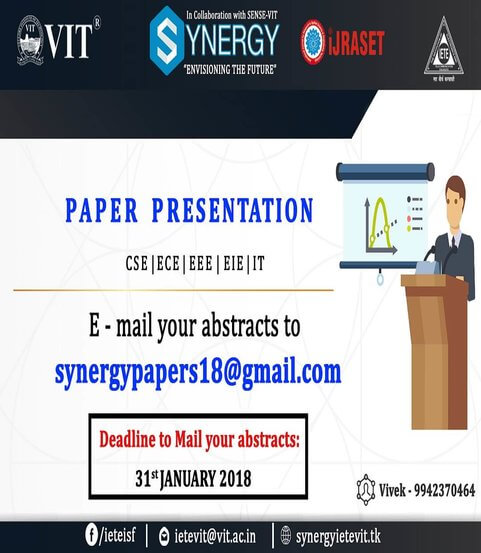 VIT
VIT®
In Collaboration with SENSE-VIT
SYNERGY
"ENVISIONING THE FUTURE"
iJRASET
IETE
PAPER PRESENTATION
CSE|ECE|EEE|EIE|IT
E - mail your abstracts to
synergypapers18@gmail.com
Deadline to Mail your abstracts:
31st JANUARY 2018
Vivek - 9942370464
/ieteisf | ietevit@vit.ac.in | synergyietevit.tk